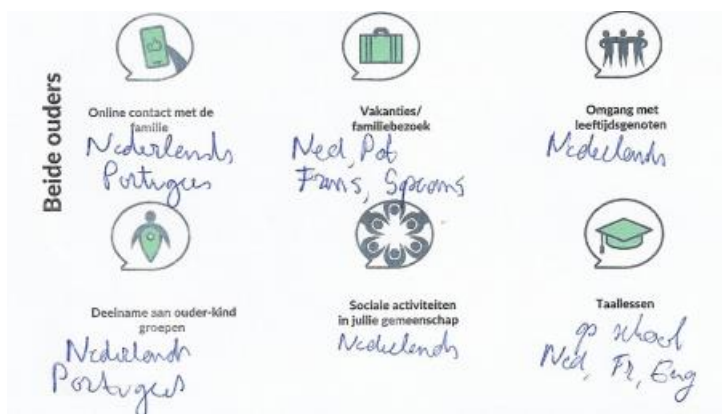 Beide ouders
Online contact met de
familie
Nederlands
Portugees
Vakanties/
familiebezoek
Ned, Pot
Frans, Spaans
Omgang met
leeftijdsgenoten
Nederlands
Deelname aan ouder-kind
groepen
Nederlands
Portugees
Sociale activiteiten
in jullie gemeenschap
Nederlands
Taallessen
op school
Ned, Fr, Eng